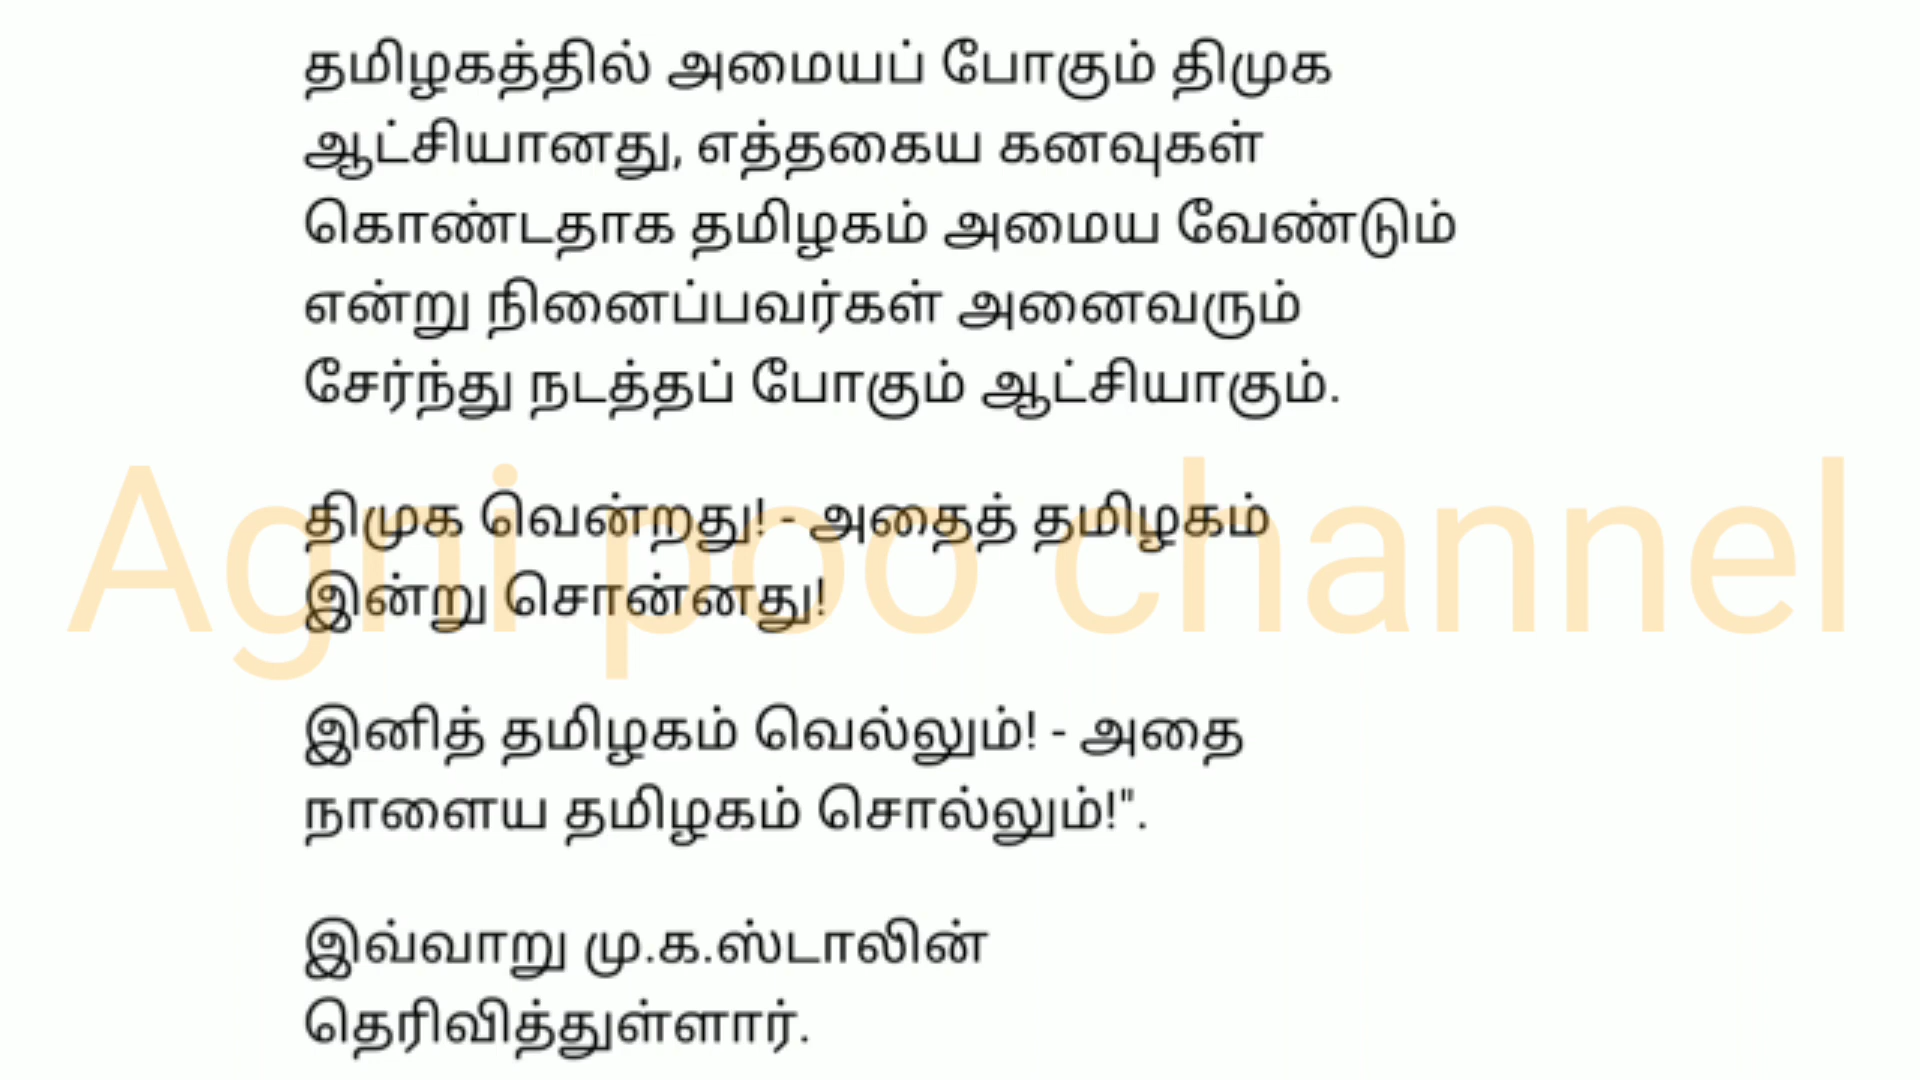 தமிழகத்தில் அமையப் போகும் திமுக
ஆட்சியானது, எத்தகைய கனவுகள்
கொண்டதாக தமிழகம் அமைய வேண்டும்
என்று நினைப்பவர்கள் அனைவரும்
சேர்ந்து நடத்தப் போகும் ஆட்சியாகும்.
திமுக வென்றது! - அதைத் தமிழகம்
இன்று சொன்னது!
Agni poo channel
இனித் தமிழகம் வெல்லும்! - அதை
நாளைய தமிழகம் சொல்லும்!".
இவ்வாறு மு.க.ஸ்டாலின்
தெரிவித்துள்ளார்.